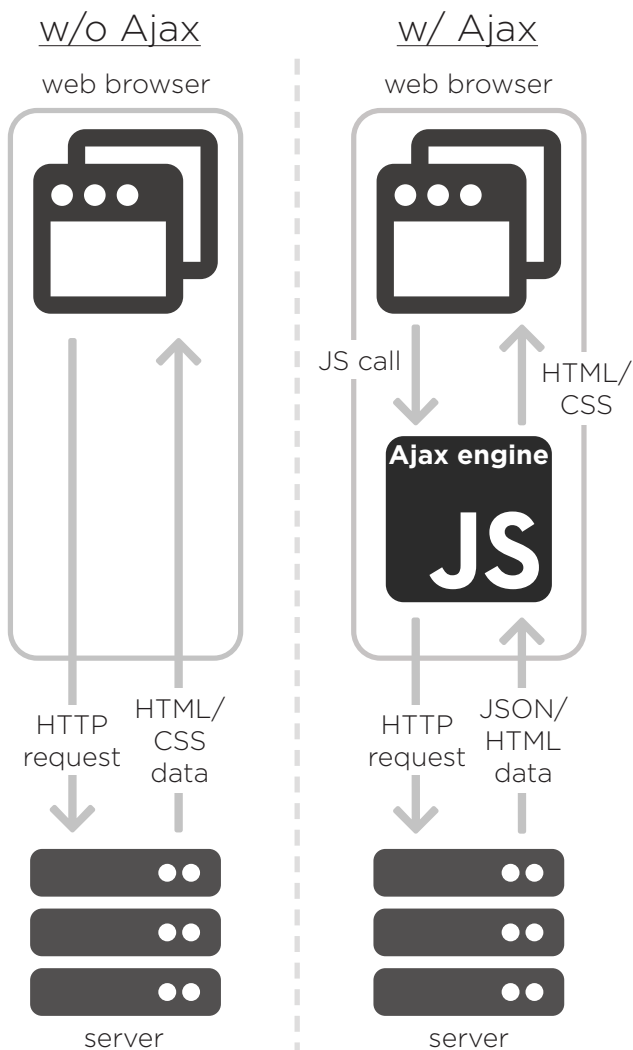 w/o Ajax
web browser
HTTP
request
HTML/
CSS
data
server
w/ Ajax
web browser
JS call
HTML/
CSS
Ajax engine
JS
HTTP
request
JSON/
HTML
data
server